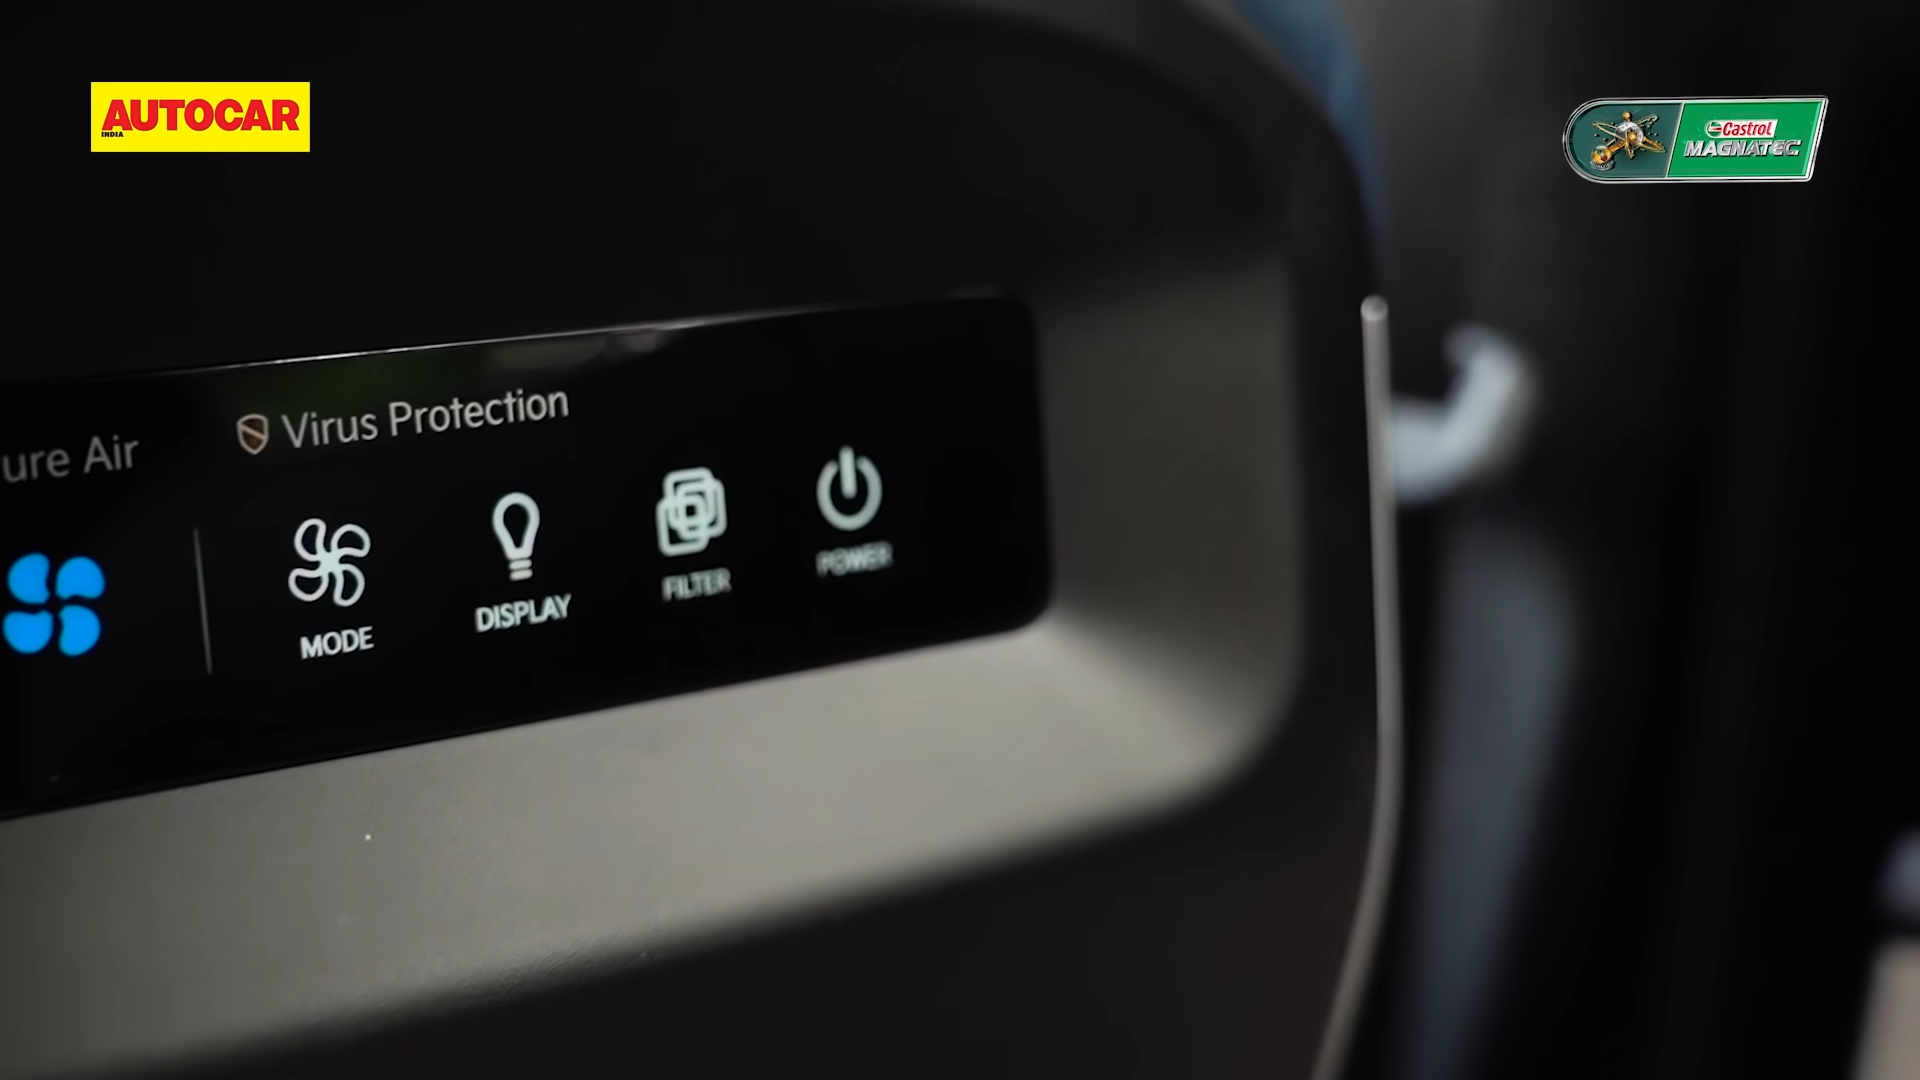 AUTOCAR
INDIA
Castrol
MAGNATEC
ure Air
Virus Protection
MODE
DISPLAY
FILTER
POWER